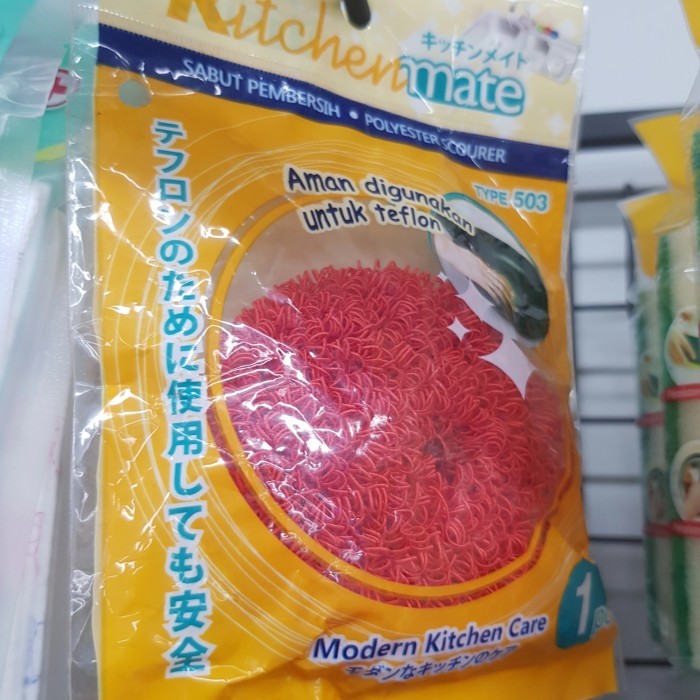 Kitchen
キッチンメイト
mate
SABUT PEMBERSIH • POLYESTER SCOURER
TYPE 503
Aman digunakan
untuk teflon
テフロンのために使用しても安全
Modern Kitchen Care
モダンなキッチンのケア
1